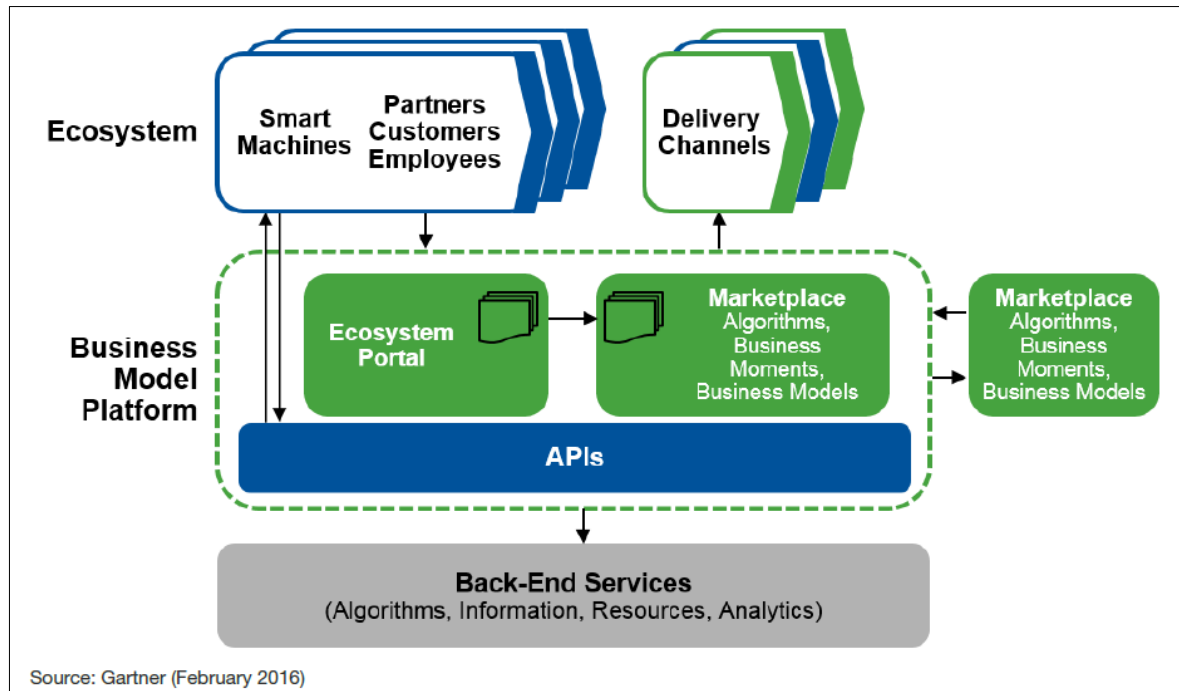 Ecosystem
Smart
Machines
Partners
Customers
Employees
Delivery
Channels
Business
Model
Platform
Ecosystem
Portal
Marketplace
Algorithms,
Business
Moments,
Business Models
Marketplace
Algorithms,
Business
Moments,
Business Models
APIs
Back-End Services
(Algorithms, Information, Resources, Analytics)
Source: Gartner (February 2016)